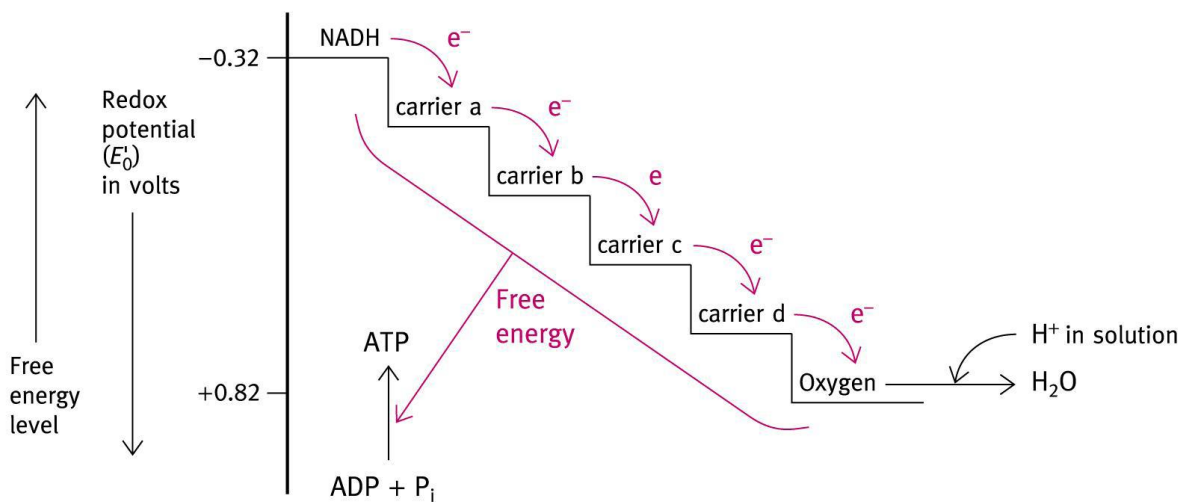 NADH
e⁻
−0.32
Redox
potential
(E₀')
in volts
carrier a
e⁻
carrier b
e
carrier c
e⁻
Free
energy
carrier d
e⁻
H⁺ in solution
ATP
Free
energy
level
+0.82
Oxygen
H₂O
ADP + Pᵢ